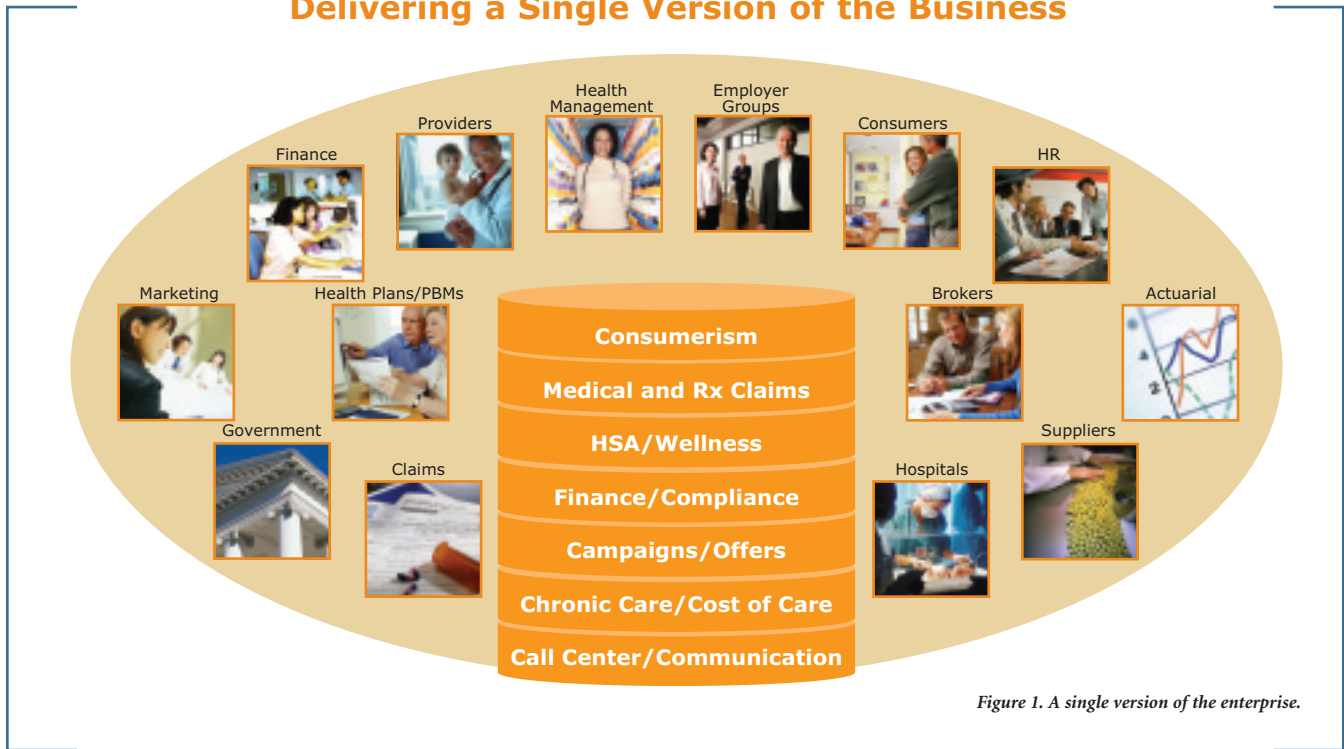 Delivering a Single Version of the Business
Health
Management
Employer
Groups
Providers
Consumers
Finance
HR
Marketing
Health Plans/PBMs
Brokers
Actuarial
Government
Claims
Hospitals
Suppliers
Consumerism
Medical and Rx Claims
HSA/Wellness
Finance/Compliance
Campaigns/Offers
Chronic Care/Cost of Care
Call Center/Communication
Figure 1. A single version of the enterprise.